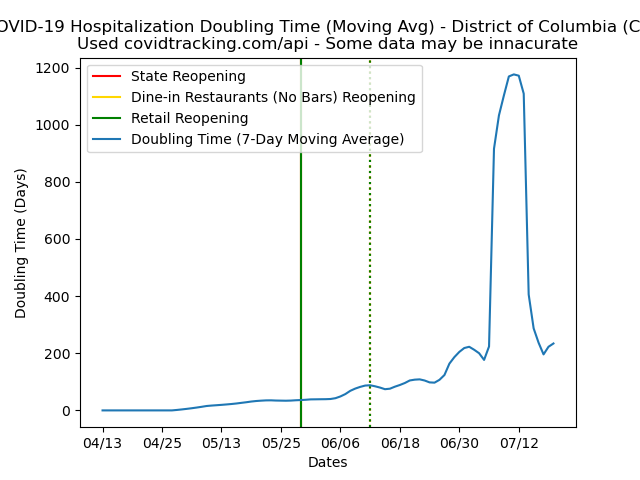 OVID-19 Hospitalization Doubling Time (Moving Avg) - District of Columbia (C
Used covidtracking.com/api - Some data may be innacurate
State Reopening
Dine-in Restaurants (No Bars) Reopening
Retail Reopening
Doubling Time (7-Day Moving Average)
1200
1000
800
600
400
200
0
Doubling Time (Days)
04/13 04/25 05/13 05/25 06/06 06/18 06/30 07/12
Dates